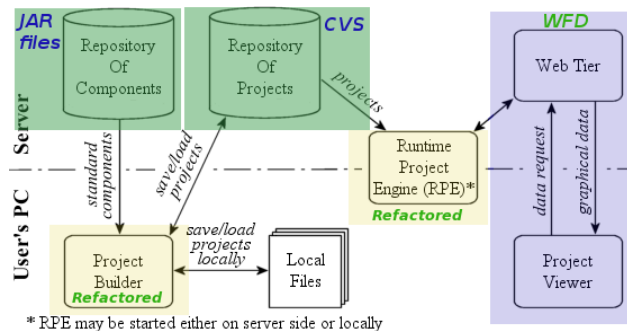 JAR
files
Repository
Of
Components
Repository
Of
Projects
CVS
WFD
Web Tier
projects
Server
standard
components
save/load
projects
Runtime
Project
Engine (RPE)*
Refactored
data request
graphical data
User's PC
Project
Builder
Refactored
save/load
projects
locally
Local
Files
Project
Viewer
* RPE may be started either on server side or locally